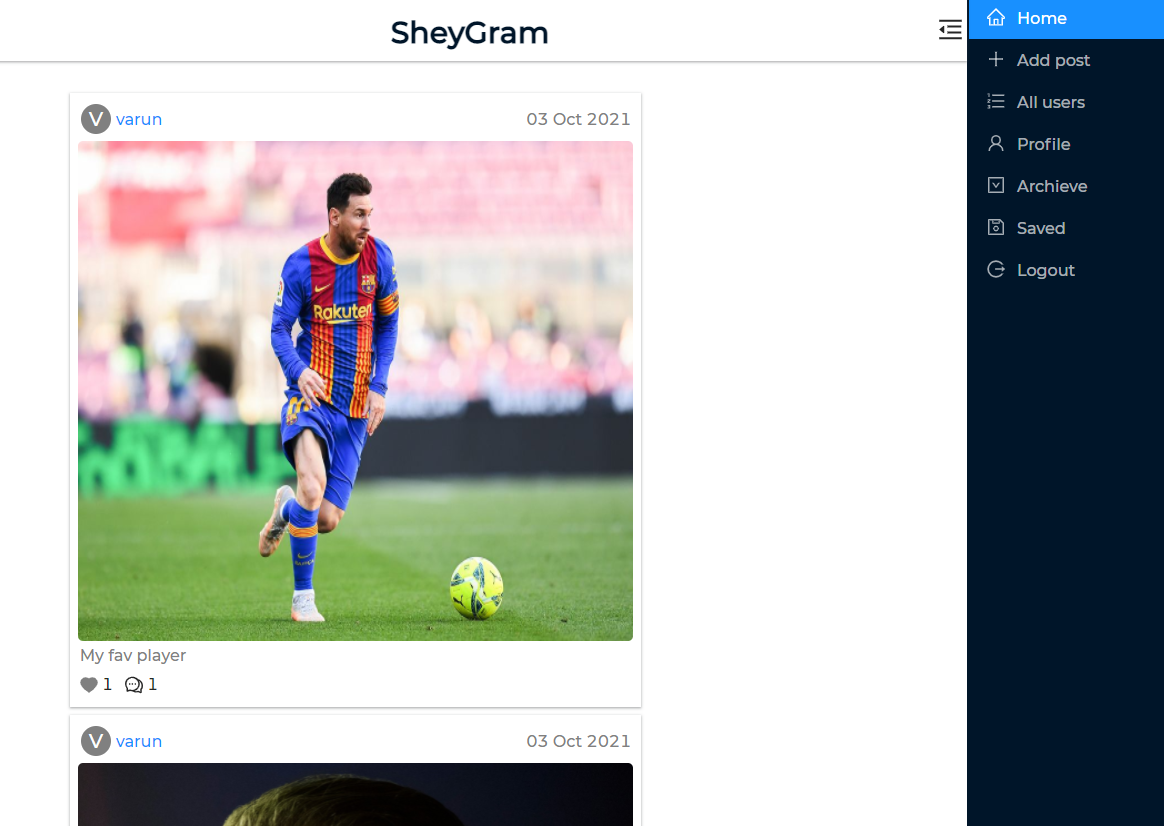 SheyGram
Home
Add post
All users
Profile
Archieve
Saved
Logout
V varun 03 Oct 2021
Rakuten
My fav player
1 1
V varun 03 Oct 2021